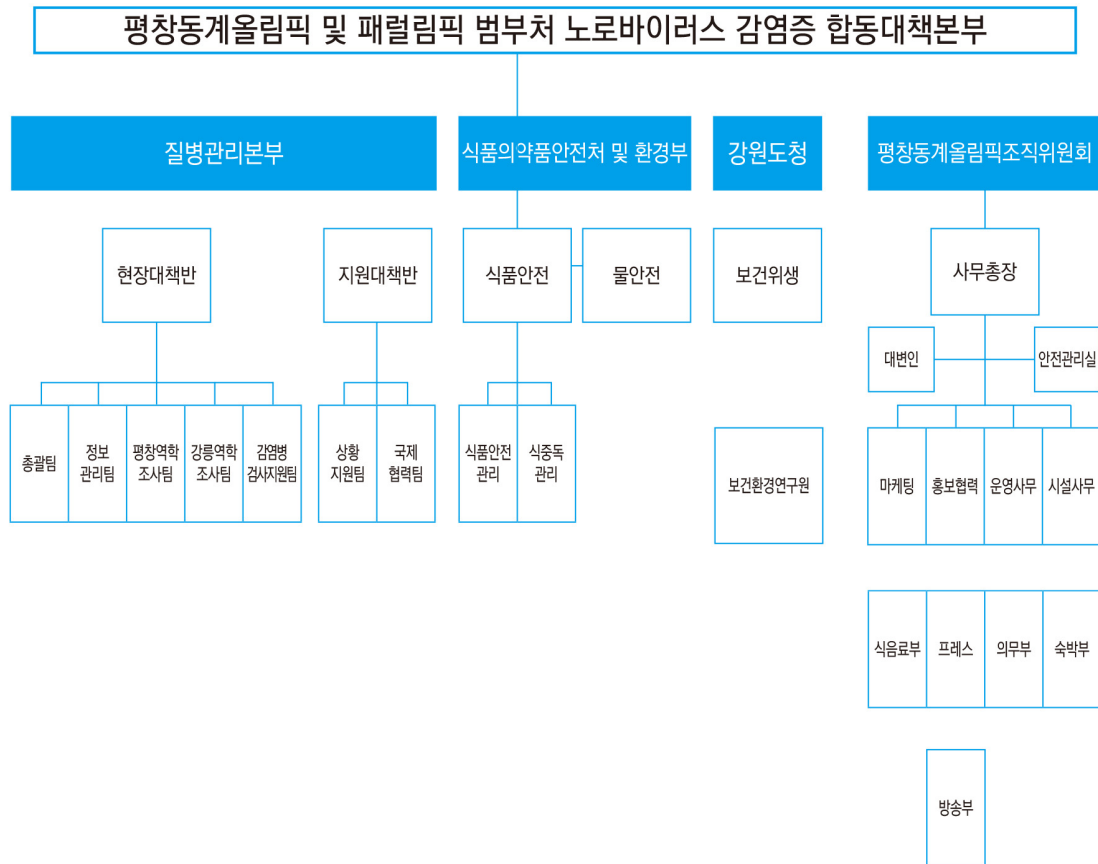 평창동계올림픽 및 패럴림픽 범부처 노로바이러스 감염증 합동대책본부
질병관리본부
식품의약품안전처 및 환경부
강원도청
평창동계올림픽조직위원회
현장대책반
지원대책반
식품안전
물안전
보건위생
사무총장
대변인
안전관리실
총괄팀
정보
관리팀
평창역학
조사팀
강릉역학
조사팀
감염병
검사지원팀
상황
지원팀
국제
협력팀
식품안전
관리
식중독
관리
보건환경연구원
마케팅
홍보협력
운영사무
시설사무
식음료부
프레스
의무부
숙박부
방송부